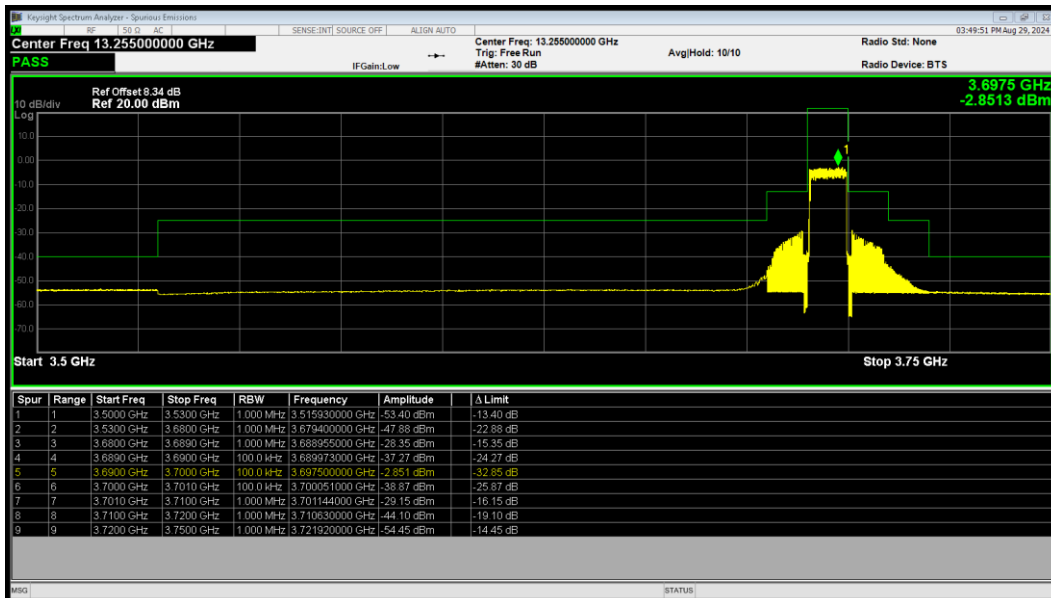 Keysight Spectrum Analyzer - Spurious Emissions
RF 50 Ω AC SENSE:INT SOURCE OFF ALIGN AUTO 03:49:51 PM Aug 29, 2024
Center Freq 13.255000000 GHz Center Freq: 13.255000000 GHz Radio Std: None
Trig: Free Run Avg|Hold: 10/10
PASS IFGain:Low #Atten: 30 dB Radio Device: BTS
Ref Offset 8.34 dB 3.6975 GHz
10 dB/div Ref 20.00 dBm -2.8513 dBm
Log
10.0
0.00
1
-10.0
-20.0
-30.0
-40.0
-50.0
-60.0
-70.0
Start 3.5 GHz Stop 3.75 GHz
Spur Range Start Freq Stop Freq RBW Frequency Amplitude Δ Limit
1 1 3.5000 GHz 3.5300 GHz 1.000 MHz 3.515930000 GHz -53.40 dBm -13.40 dB
2 2 3.5300 GHz 3.6800 GHz 1.000 MHz 3.679400000 GHz -47.88 dBm -22.88 dB
3 3 3.6800 GHz 3.6890 GHz 1.000 MHz 3.688955000 GHz -28.35 dBm -15.35 dB
4 4 3.6890 GHz 3.6900 GHz 100.0 kHz 3.689973000 GHz -37.27 dBm -24.27 dB
5 5 3.6900 GHz 3.7000 GHz 100.0 kHz 3.697500000 GHz -2.851 dBm -32.85 dB
6 6 3.7000 GHz 3.7010 GHz 100.0 kHz 3.700051000 GHz -38.87 dBm -25.87 dB
7 7 3.7010 GHz 3.7100 GHz 1.000 MHz 3.701144000 GHz -29.15 dBm -16.15 dB
8 8 3.7100 GHz 3.7200 GHz 1.000 MHz 3.710630000 GHz -44.10 dBm -19.10 dB
9 9 3.7200 GHz 3.7500 GHz 1.000 MHz 3.721920000 GHz -54.45 dBm -14.45 dB
MSG STATUS